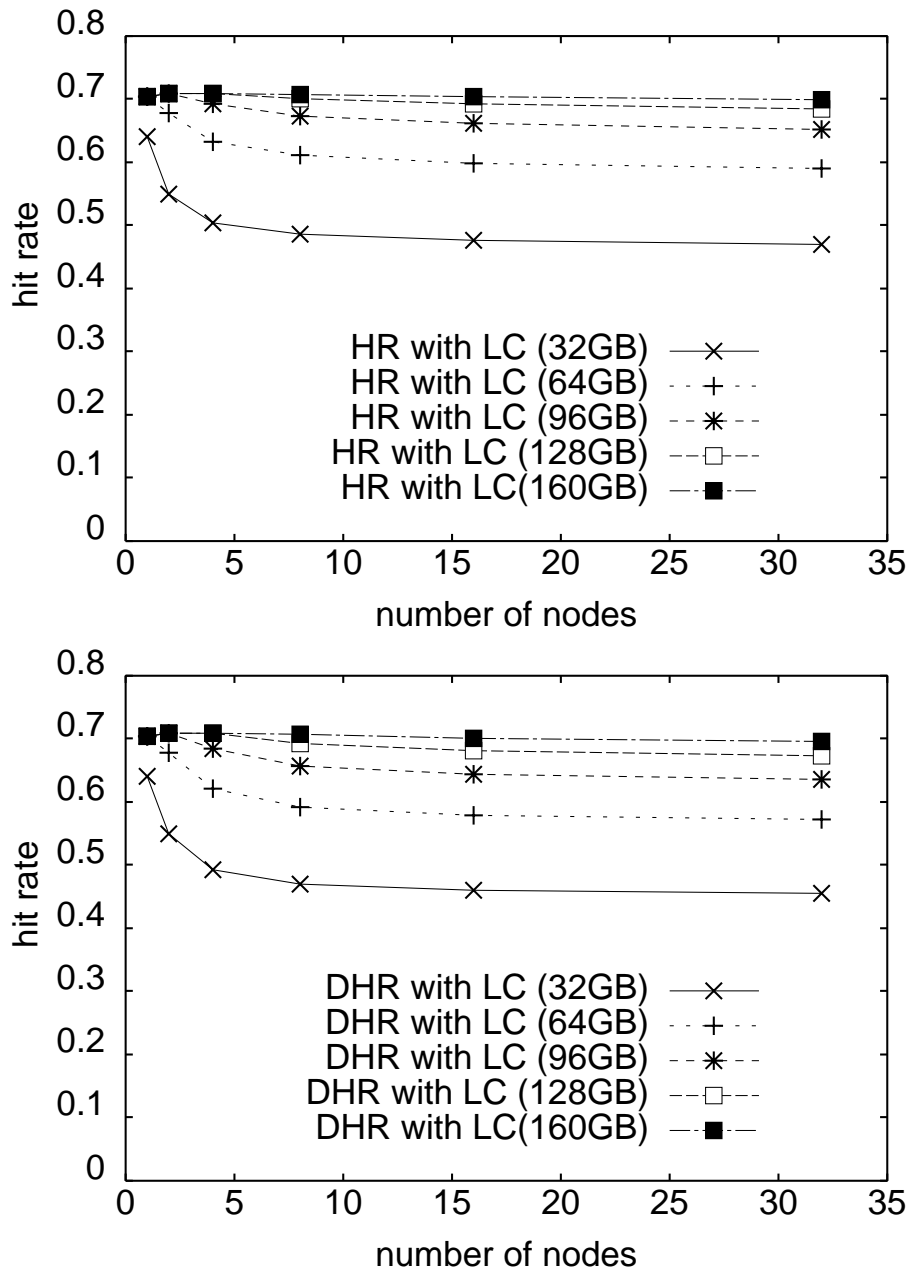 0.8
0.7
0.6
0.5
0.4
0.3
0.2
0.1
0
hit rate
HR with LC (32GB)
HR with LC (64GB)
HR with LC (96GB)
HR with LC (128GB)
HR with LC(160GB)
0 5 10 15 20 25 30 35
number of nodes
0.8
0.7
0.6
0.5
0.4
0.3
0.2
0.1
0
hit rate
DHR with LC (32GB)
DHR with LC (64GB)
DHR with LC (96GB)
DHR with LC (128GB)
DHR with LC(160GB)
0 5 10 15 20 25 30 35
number of nodes